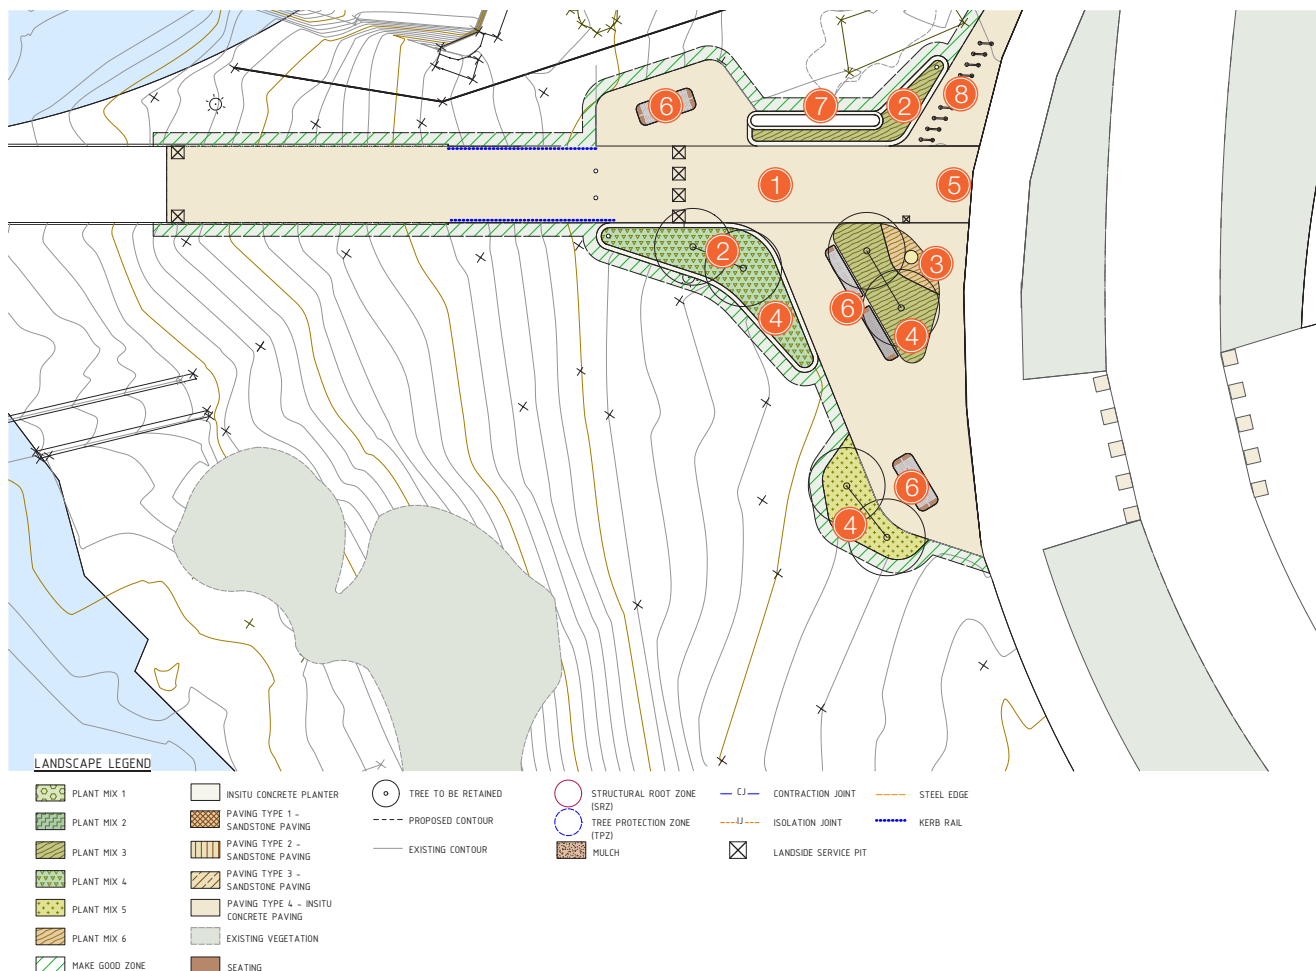 6
7
2
8
1
5
2
3
6
4
4
6
4
LANDSCAPE LEGEND
PLANT MIX 1
PLANT MIX 2
PLANT MIX 3
PLANT MIX 4
PLANT MIX 5
PLANT MIX 6
MAKE GOOD ZONE
INSITU CONCRETE PLANTER
PAVING TYPE 1 -
SANDSTONE PAVING
PAVING TYPE 2 -
SANDSTONE PAVING
PAVING TYPE 3 -
SANDSTONE PAVING
PAVING TYPE 4 - INSITU
CONCRETE PAVING
EXISTING VEGETATION
SEATING
TREE TO BE RETAINED
PROPOSED CONTOUR
EXISTING CONTOUR
STRUCTURAL ROOT ZONE
(SRZ)
TREE PROTECTION ZONE
(TPZ)
MULCH
CJ
CONTRACTION JOINT
IJ
ISOLATION JOINT
LANDSIDE SERVICE PIT
STEEL EDGE
KERB RAIL